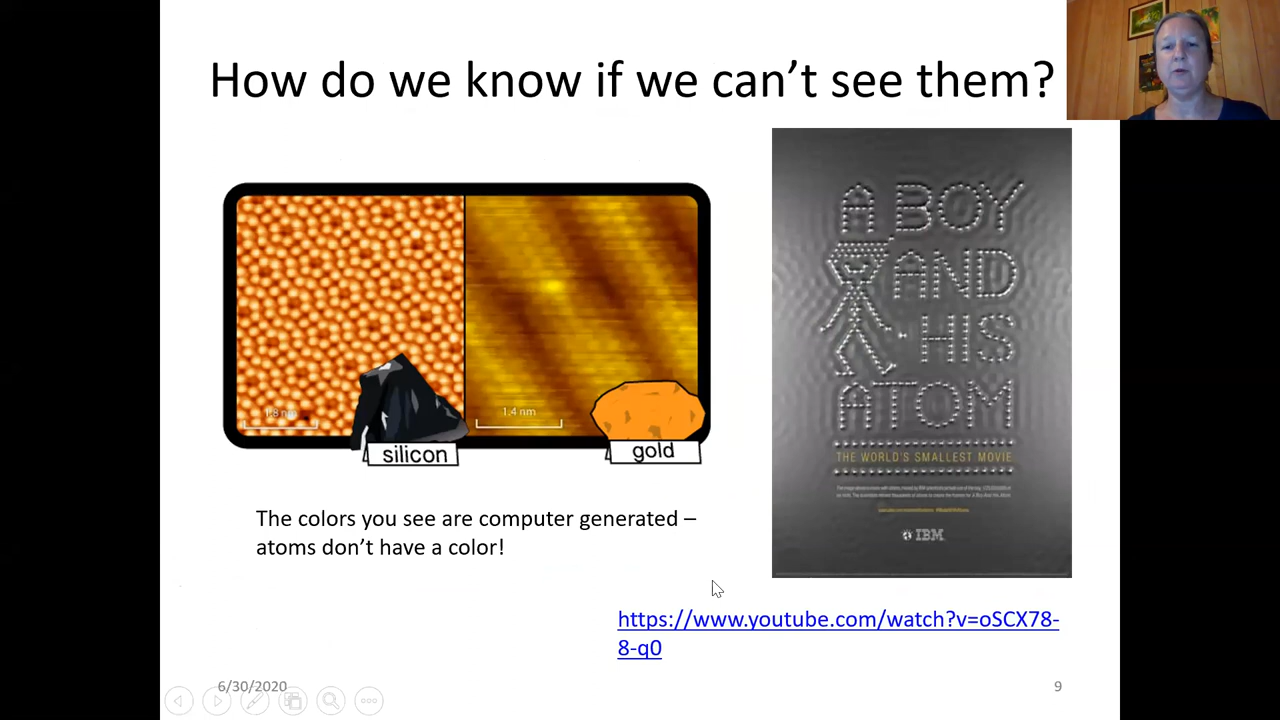 How do we know if we can’t see them?
A BOY
AND
HIS
ATOM
THE WORLD'S SMALLEST MOVIE
IBM
1.8 nm
1.4 nm
silicon
gold
The colors you see are computer generated –
atoms don’t have a color!
https://www.youtube.com/watch?v=oSCX78-
8-q0
6/30/2020
9